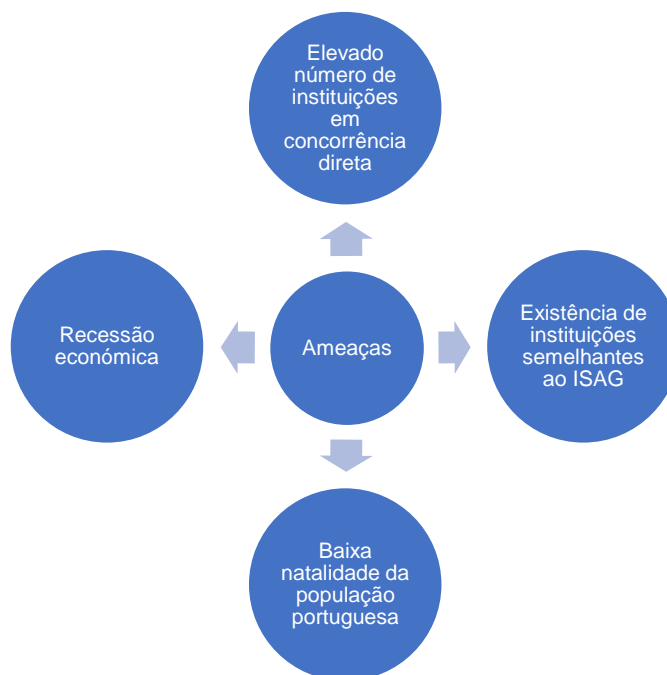 Elevado
número de
instituições
em
concorrência
direta
Recessão
económica
Ameaças
Existência de
instituições
semelhantes
ao ISAG
Baixa
natalidade da
população
portuguesa